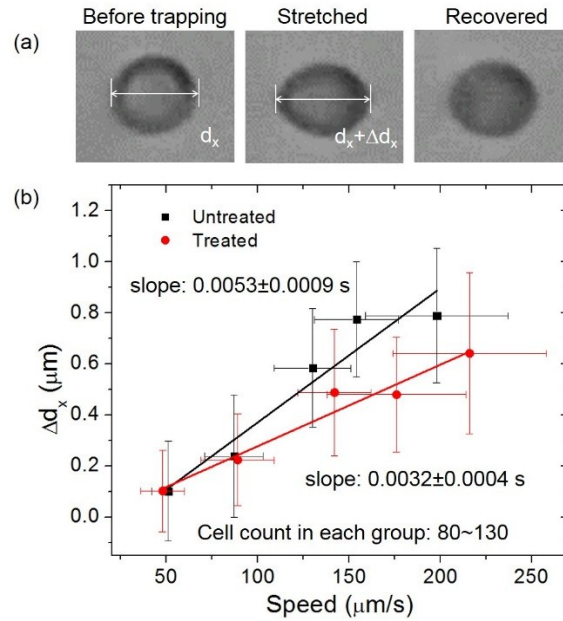 (a)
Before trapping
Stretched
Recovered
dₓ
dₓ+Δdₓ
(b)
1.2
1.0
0.8
0.6
0.4
0.2
0.0
Δdₓ (μm)
Untreated
Treated
slope: 0.0053±0.0009 s
slope: 0.0032±0.0004 s
Cell count in each group: 80~130
50
100
150
200
250
Speed (μm/s)